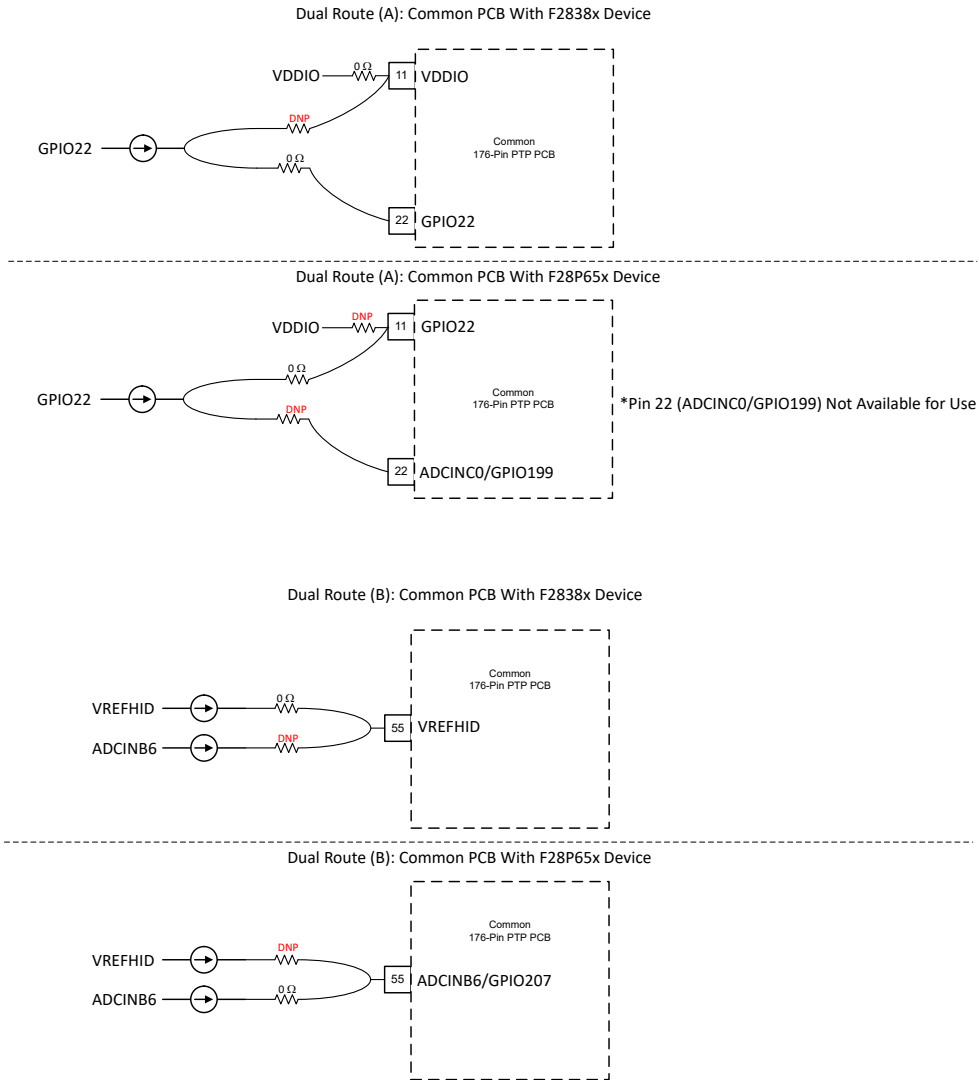 Dual Route (A): Common PCB With F2838x Device
0 Ω
VDDIO
11
VDDIO
DNP
GPIO22
Common
176-Pin PTP PCB
0 Ω
22
GPIO22
Dual Route (A): Common PCB With F28P65x Device
DNP
VDDIO
11
GPIO22
0 Ω
GPIO22
Common
176-Pin PTP PCB
*Pin 22 (ADCINC0/GPIO199) Not Available for Use
DNP
22
ADCINC0/GPIO199
Dual Route (B): Common PCB With F2838x Device
Common
176-Pin PTP PCB
VREFHID
0 Ω
55
VREFHID
ADCINB6
DNP
Dual Route (B): Common PCB With F28P65x Device
Common
176-Pin PTP PCB
VREFHID
DNP
55
ADCINB6/GPIO207
ADCINB6
0 Ω